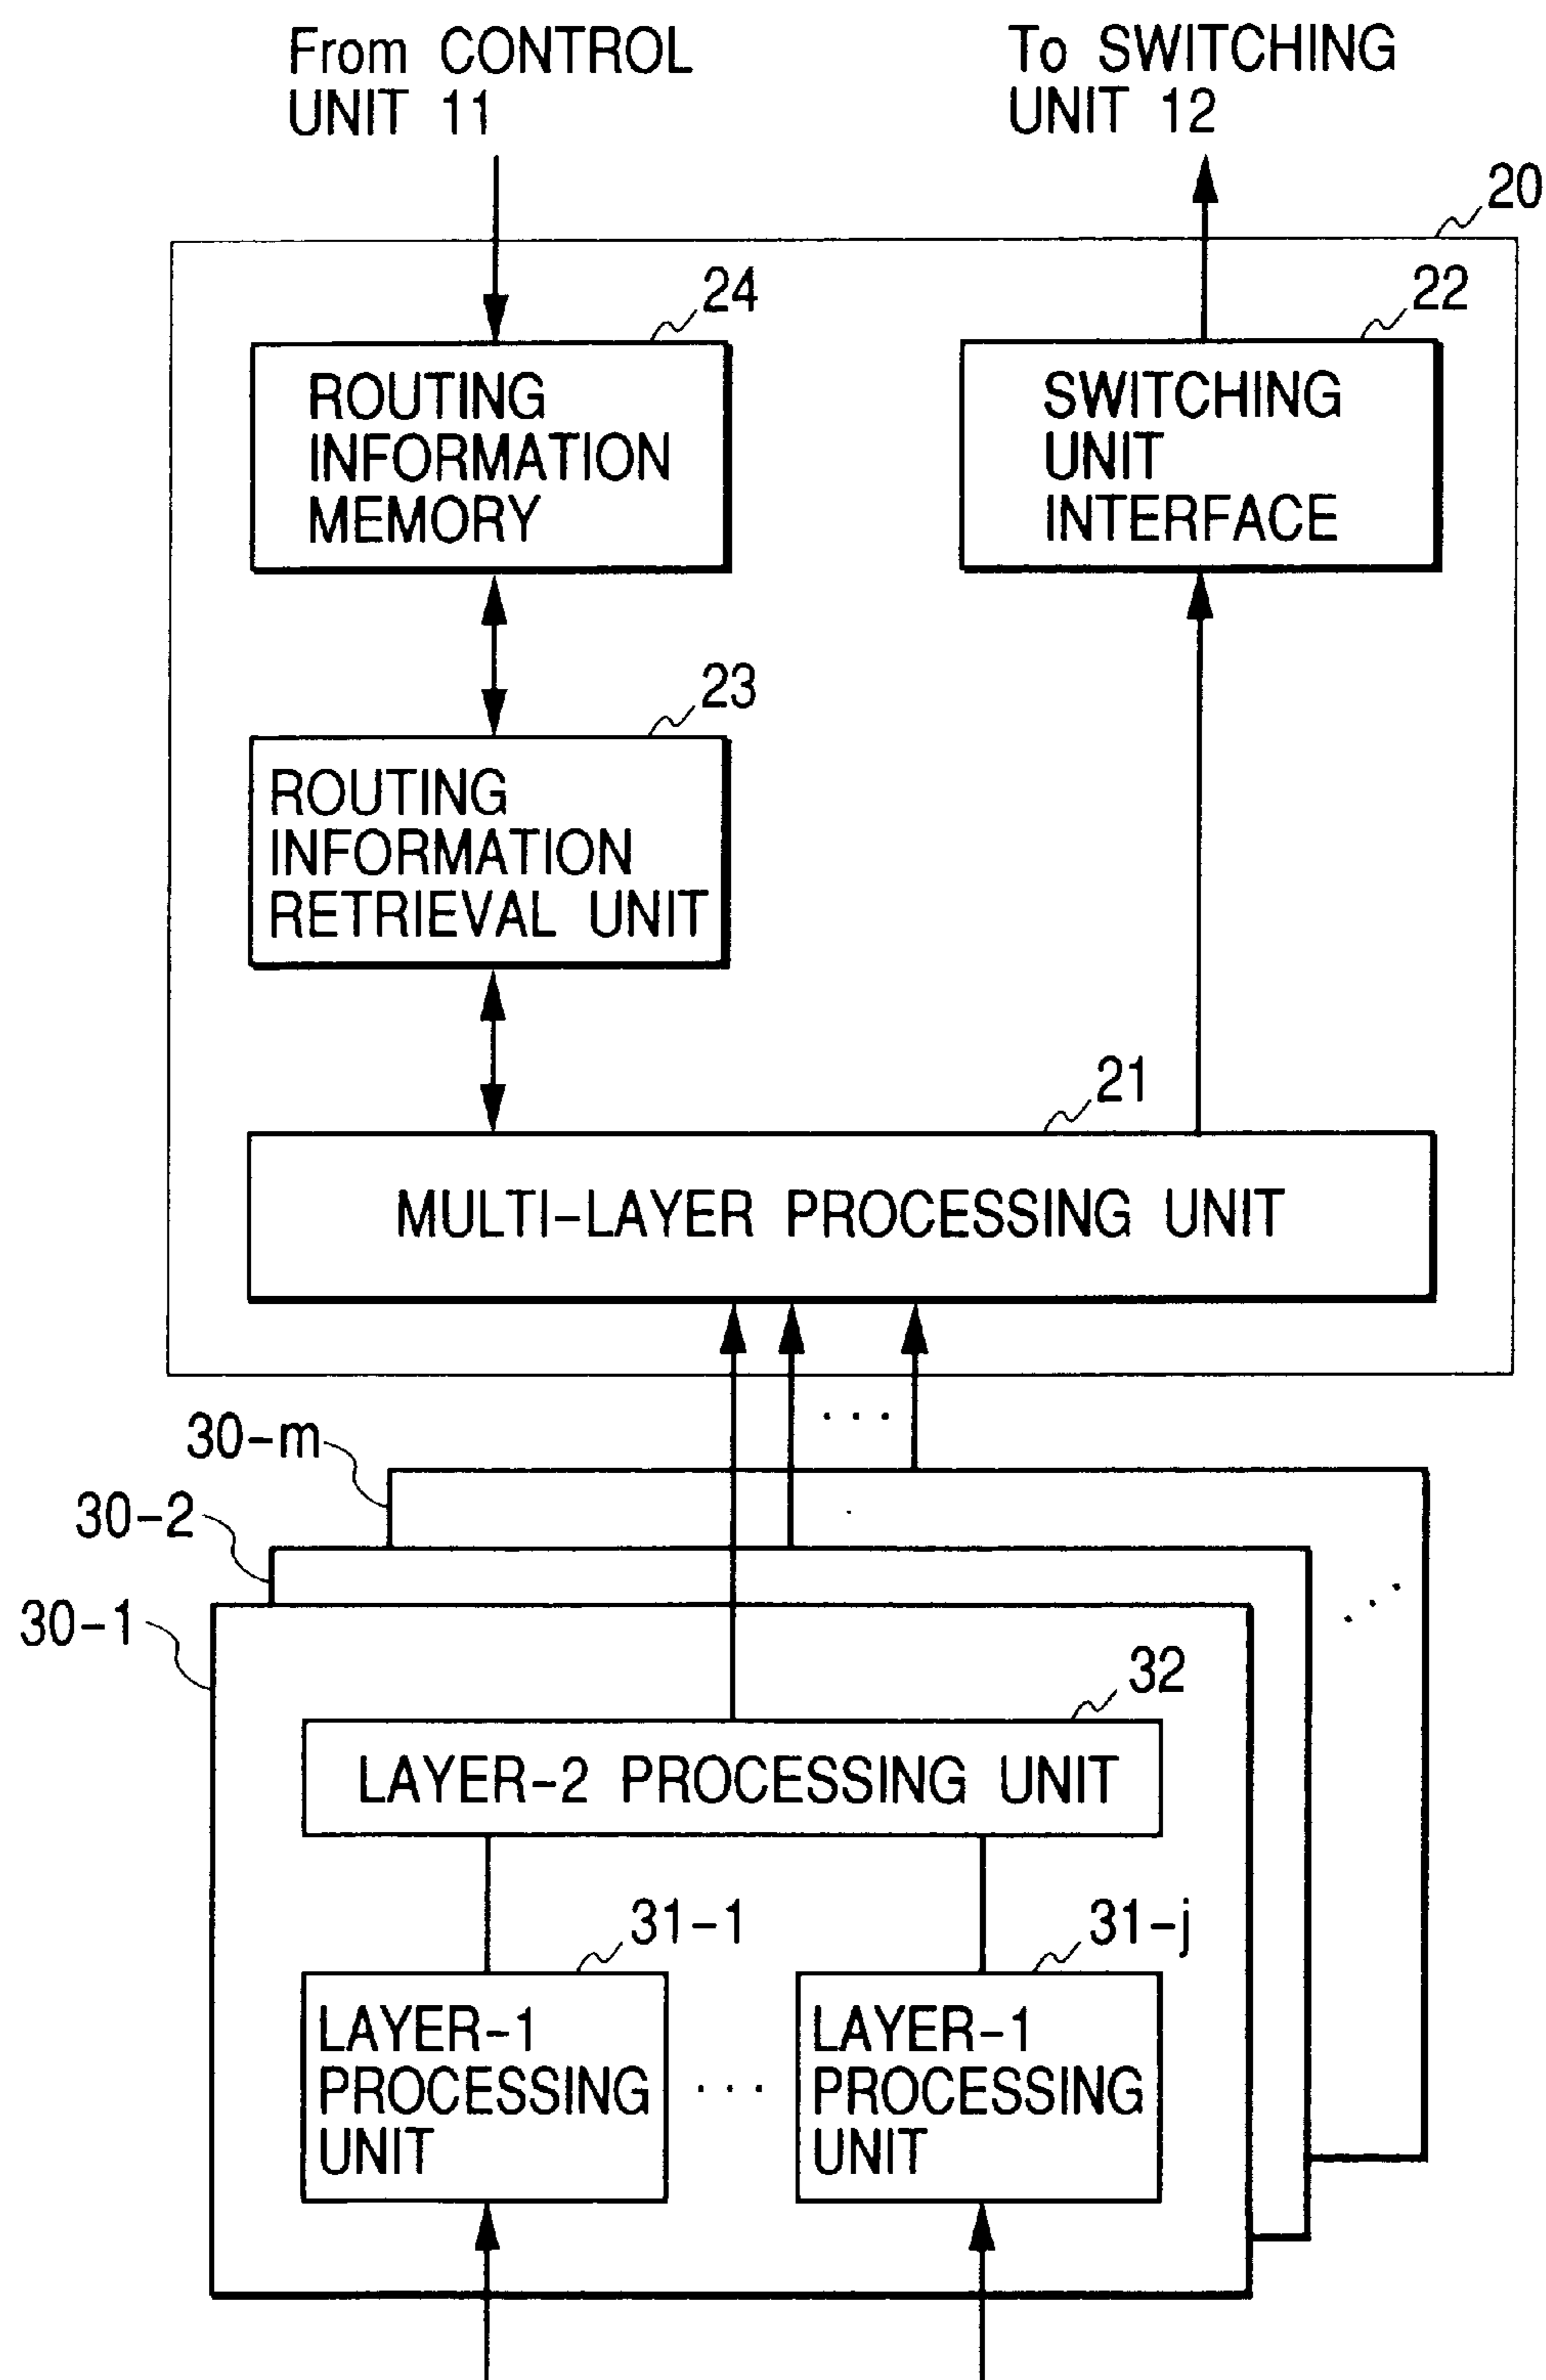 From CONTROL
UNIT 11
To SWITCHING
UNIT 12
20
24
22
ROUTING
INFORMATION
MEMORY
SWITCHING
UNIT
INTERFACE
23
ROUTING
INFORMATION
RETRIEVAL UNIT
21
MULTI-LAYER PROCESSING UNIT
...
30-m
30-2
30-1
...
32
LAYER-2 PROCESSING UNIT
31-1
31-j
LAYER-1
PROCESSING
UNIT
...
LAYER-1
PROCESSING
UNIT